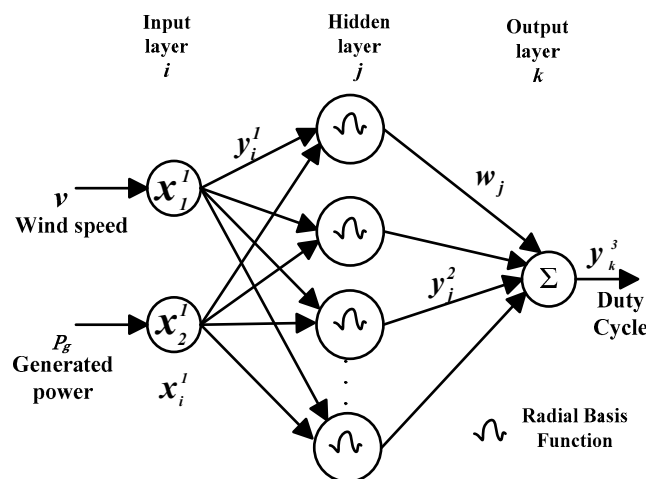 Input
layer
i
Hidden
layer
j
Output
layer
k
y_i^1
w_j
x_1^1
v
Wind speed
y_k^3
Σ
y_j^2
Duty
Cycle
x_2^1
P_g
Generated
power
x_i^1
Radial Basis
Function